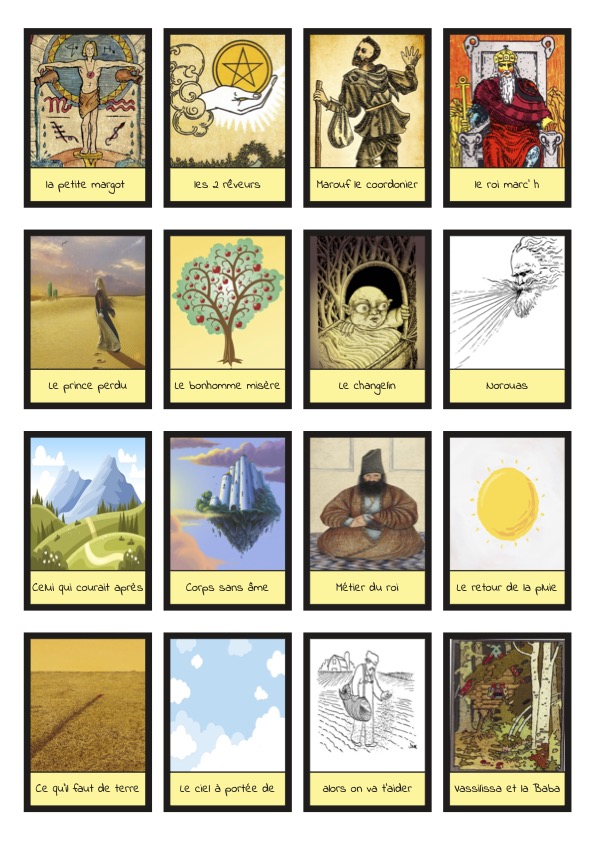 la petite margot
les 2 rêveurs
Marouf le coordonier
le roi marc' h
Le prince perdu
Le bonhomme misère
Le changelin
Norouas
Celui qui courait après
Corps sans âme
Métier du roi
Le retour de la pluie
Ce qu'il faut de terre
Le ciel à portée de
alors on va t'aider
Vassilissa et la Baba